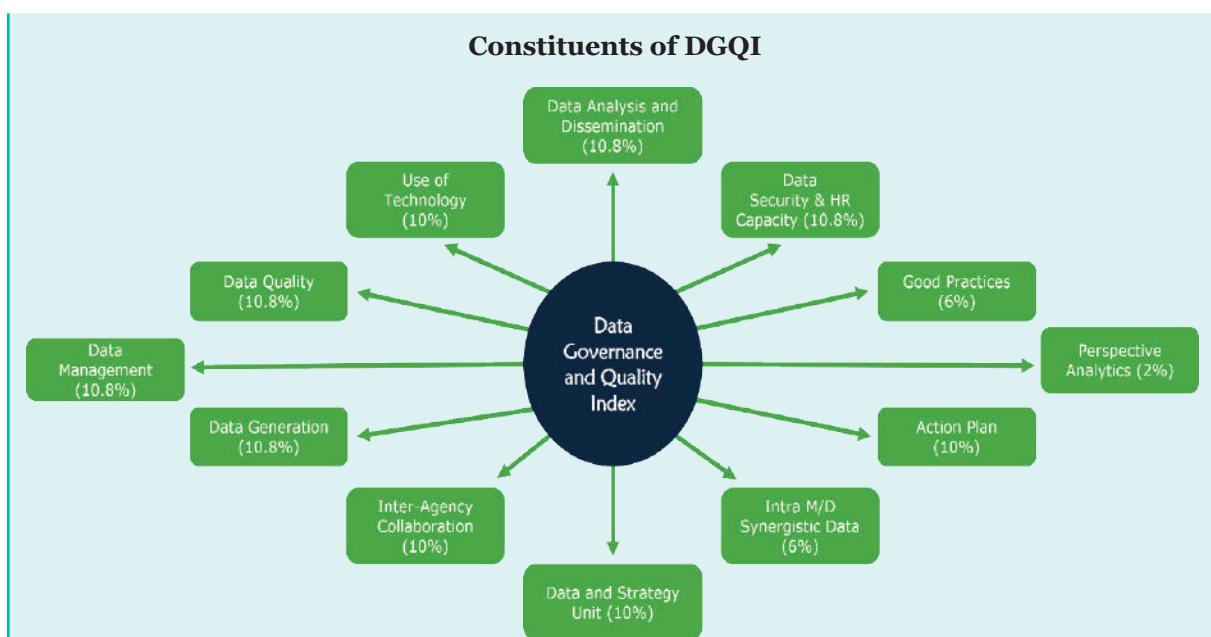 Constituents of DGQI
Data Analysis and
Dissemination
(10.8%)
Use of
Technology
(10%)
Data
Security & HR
Capacity (10.8%)
Data Quality
(10.8%)
Good Practices
(6%)
Data
Management
(10.8%)
Data
Governance
and Quality
Index
Perspective
Analytics (2%)
Data Generation
(10.8%)
Action Plan
(10%)
Inter-Agency
Collaboration
(10%)
Intra M/D
Synergistic Data
(6%)
Data and Strategy
Unit (10%)